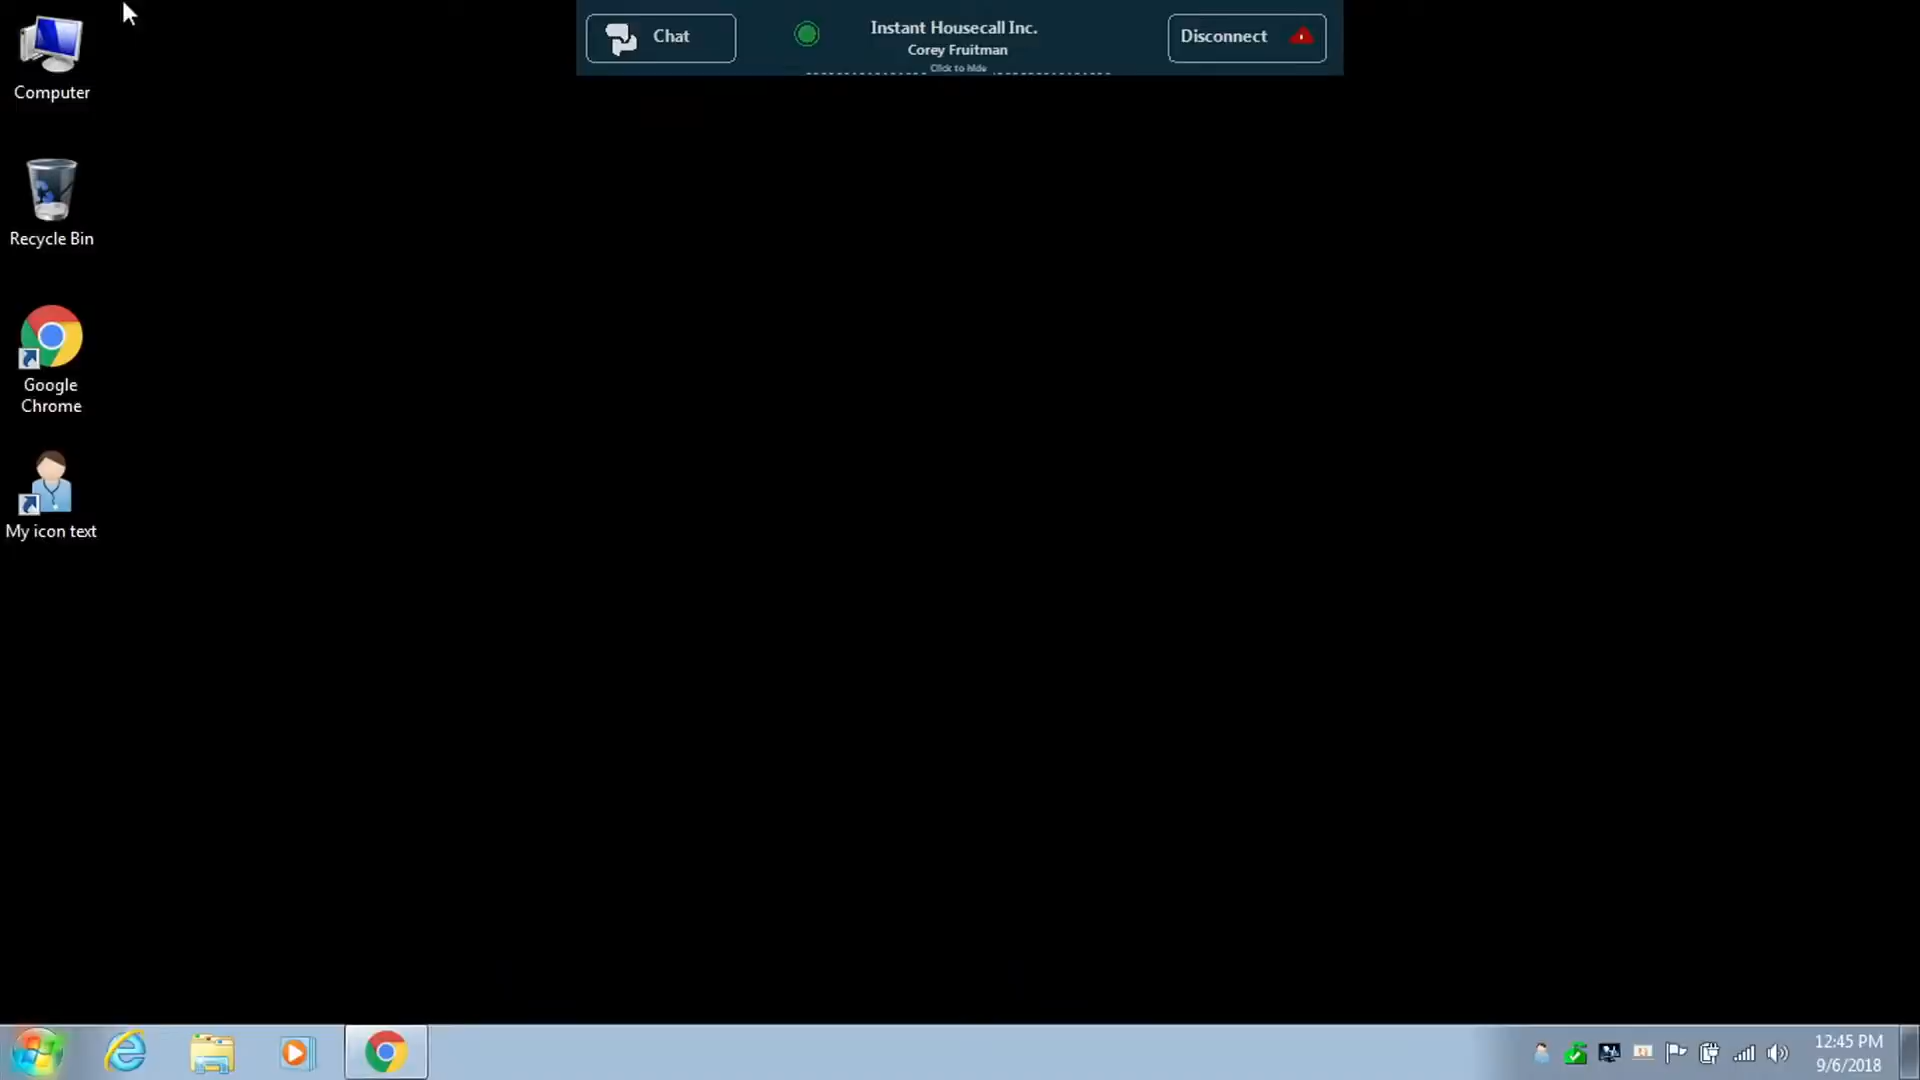 Chat
Instant Housecall Inc.
Corey Fruitman
Click to hide
Disconnect
Computer
Recycle Bin
Google
Chrome
My icon text
12:45 PM
9/6/2018